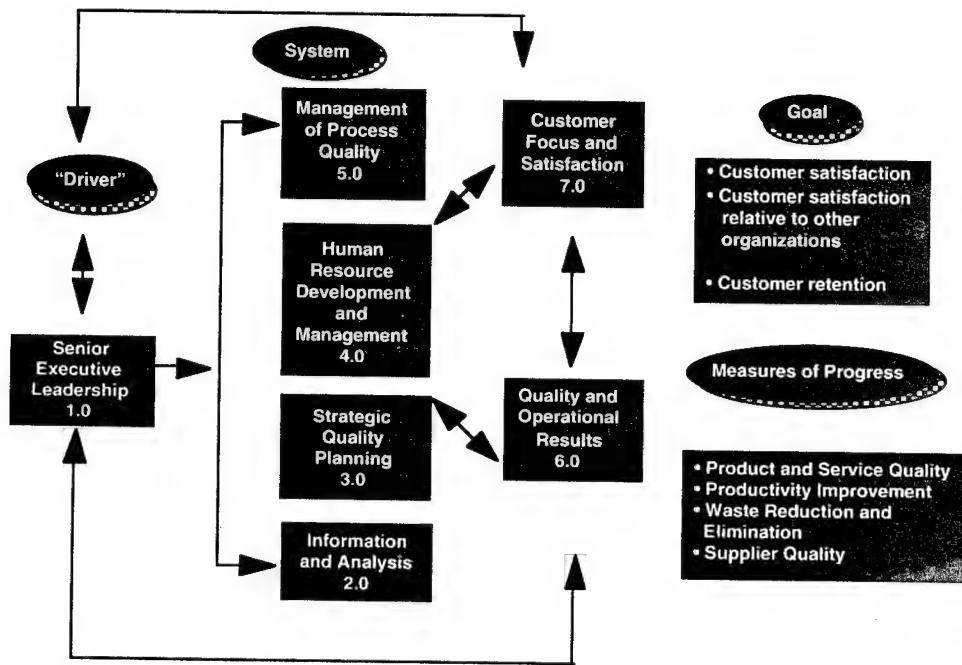 System
Management
of Process
Quality
5.0
Customer
Focus and
Satisfaction
7.0
Goal
"Driver"
• Customer satisfaction
• Customer satisfaction
relative to other
organizations
• Customer retention
Human
Resource
Development
and
Management
4.0
Senior
Executive
Leadership
1.0
Measures of Progress
Strategic
Quality
Planning
3.0
Quality and
Operational
Results
6.0
• Product and Service Quality
• Productivity Improvement
• Waste Reduction and
Elimination
• Supplier Quality
Information
and Analysis
2.0